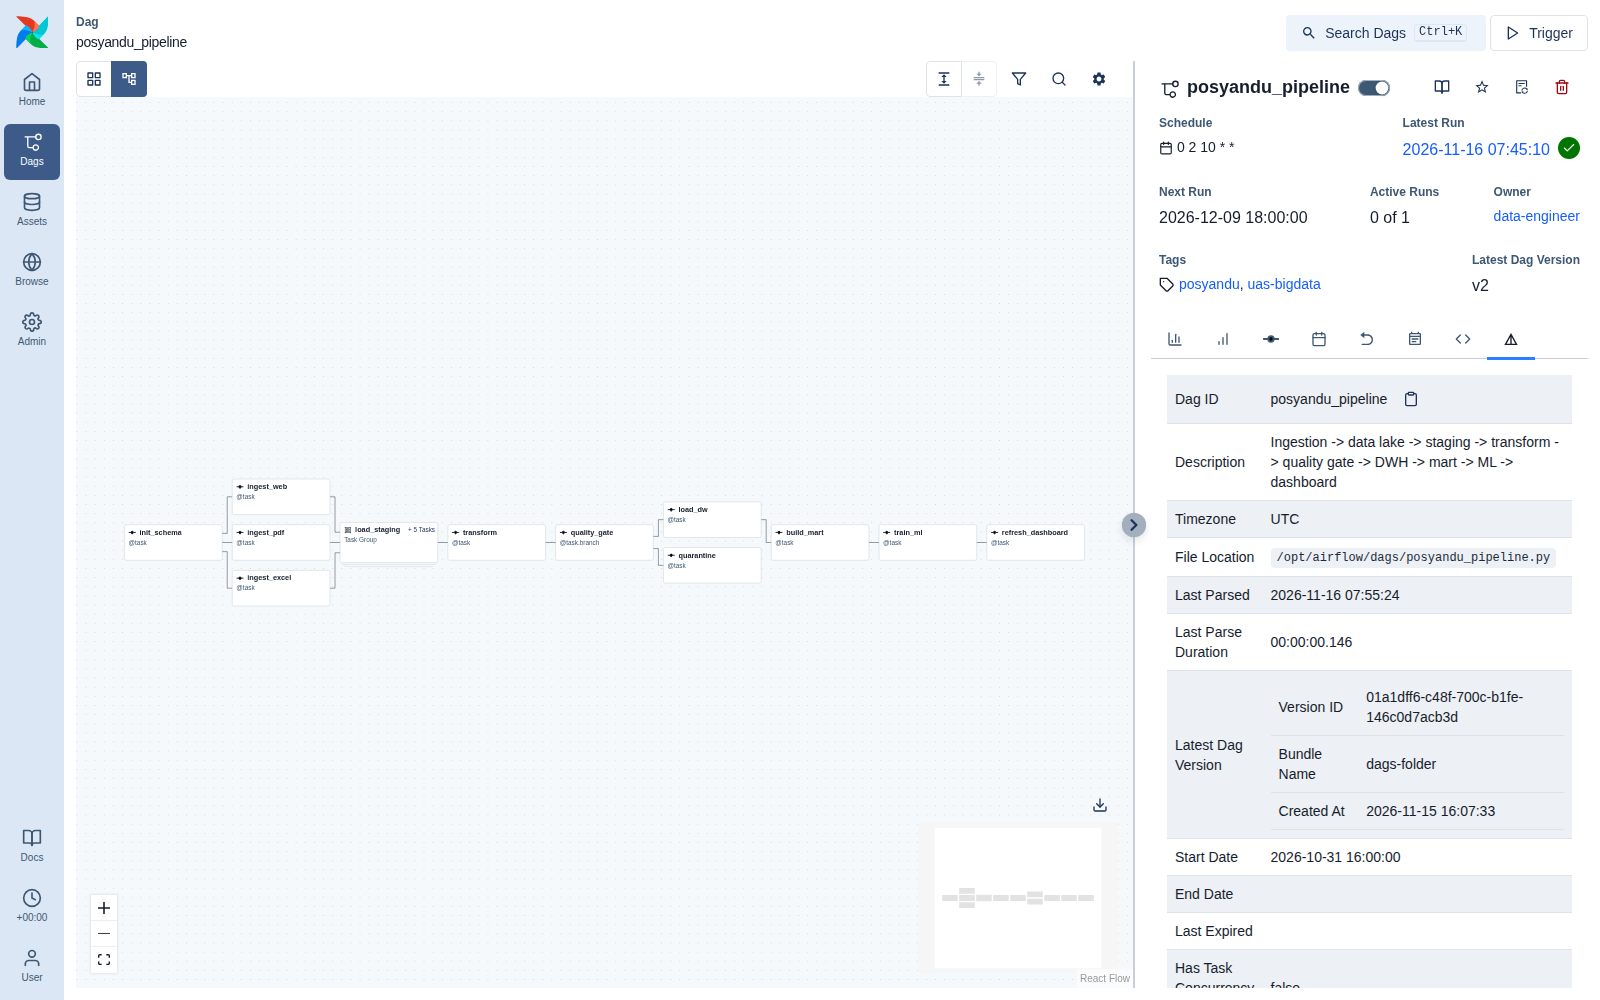 Dag
posyandu_pipeline
Search Dags Ctrl+K
Trigger
Home
Dags
Assets
Browse
Admin
Docs
+00:00
User
init_schema
@task
ingest_web
@task
ingest_pdf
@task
ingest_excel
@task
load_staging + 5 Tasks
Task Group
transform
@task
quality_gate
@task.branch
load_dw
@task
quarantine
@task
build_mart
@task
train_ml
@task
refresh_dashboard
@task
React Flow
posyandu_pipeline
Schedule
0 2 10 * *
Latest Run
2026-11-16 07:45:10
Next Run
2026-12-09 18:00:00
Active Runs
0 of 1
Owner
data-engineer
Tags
posyandu, uas-bigdata
Latest Dag Version
v2
Dag ID
posyandu_pipeline
Description
Ingestion -> data lake -> staging -> transform -
> quality gate -> DWH -> mart -> ML ->
dashboard
Timezone
UTC
File Location
/opt/airflow/dags/posyandu_pipeline.py
Last Parsed
2026-11-16 07:55:24
Last Parse
Duration
00:00:00.146
Latest Dag
Version
Version ID
01a1dff6-c48f-700c-b1fe-
146c0d7acb3d
Bundle
Name
dags-folder
Created At
2026-11-15 16:07:33
Start Date
2026-10-31 16:00:00
End Date
Last Expired
Has Task
Concurrency
false